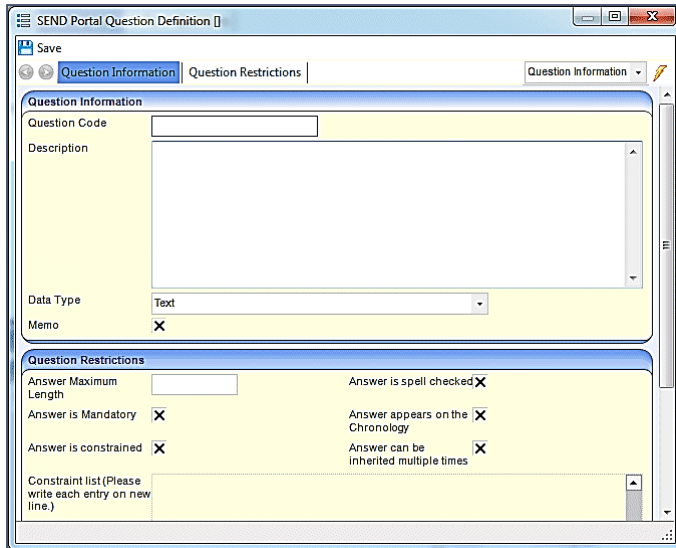 SEND Portal Question Definition []
Save
Question Information Question Restrictions Question Information
Question Information
Question Code
Description
Data Type Text
Memo
Question Restrictions
Answer Maximum Answer is spell checked
Length
Answer is Mandatory Answer appears on the
Chronology
Answer is constrained Answer can be
inherited multiple times
Constraint list (Please
write each entry on new
line.)